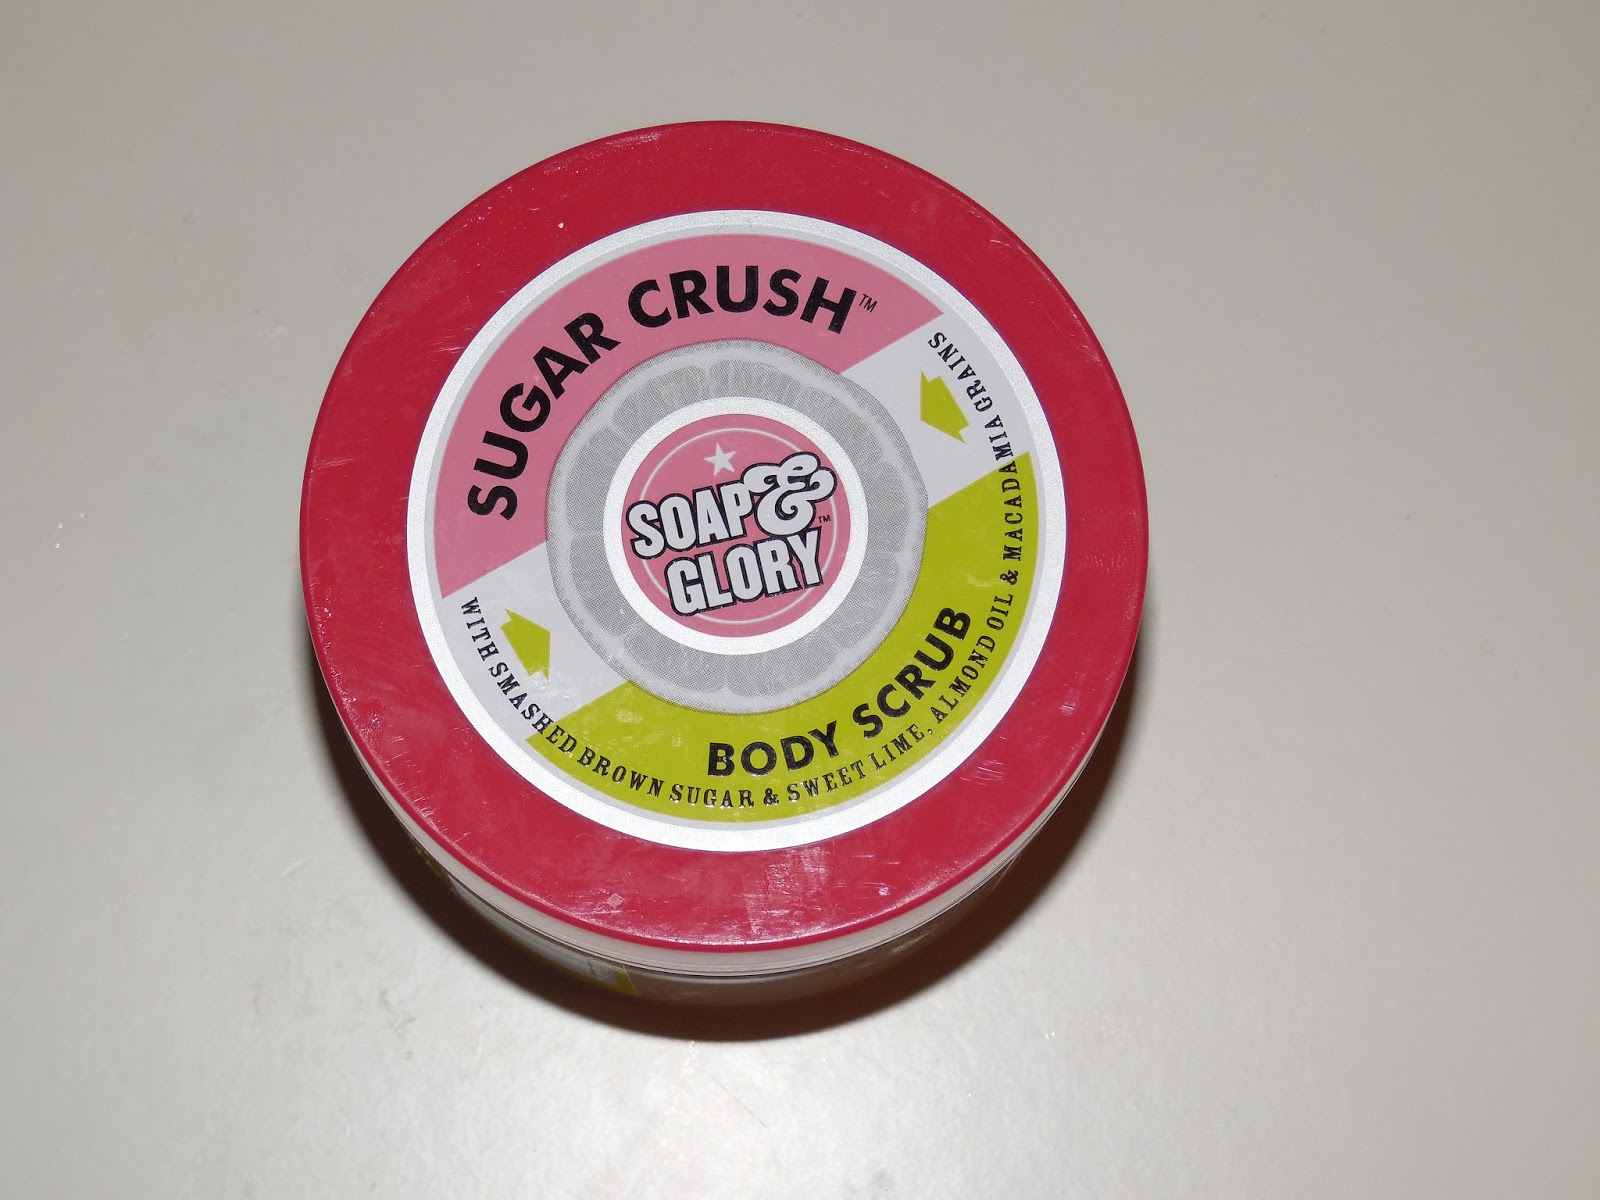 SUGAR CRUSH™
SOAP &
GLORY™
BODY SCRUB
WITH SMASHED BROWN SUGAR & SWEET LIME, ALMOND OIL & MACADAMIA GRAINS